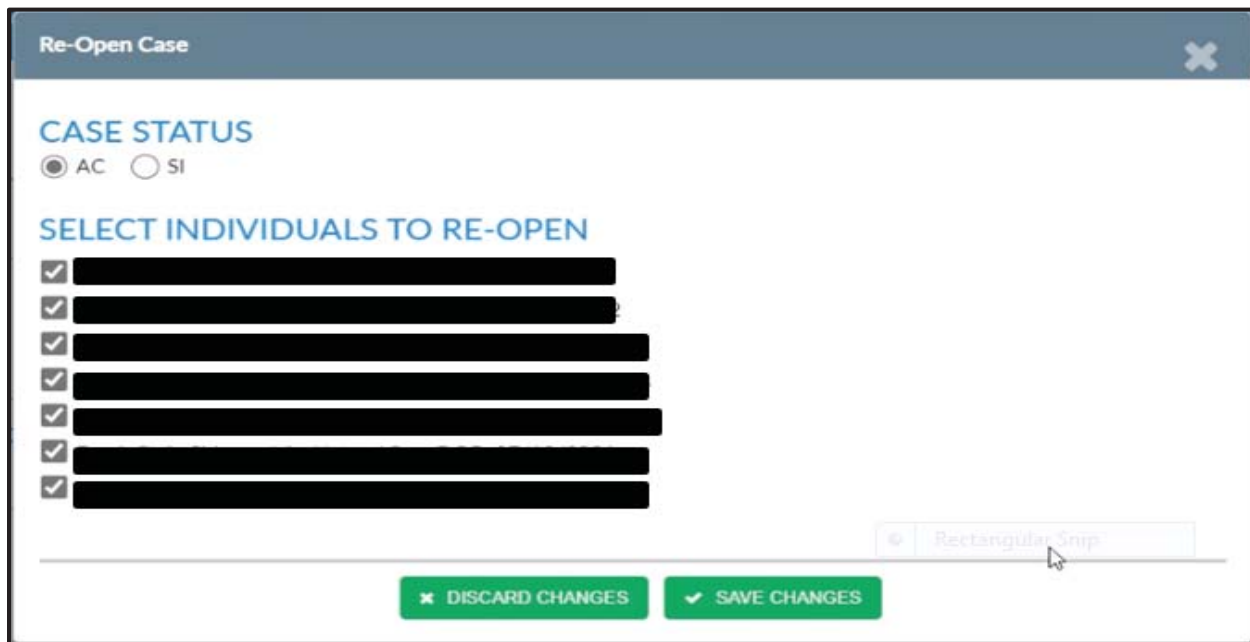 Re-Open Case
CASE STATUS
AC SI
SELECT INDIVIDUALS TO RE-OPEN
Rectangular Snip
DISCARD CHANGES SAVE CHANGES